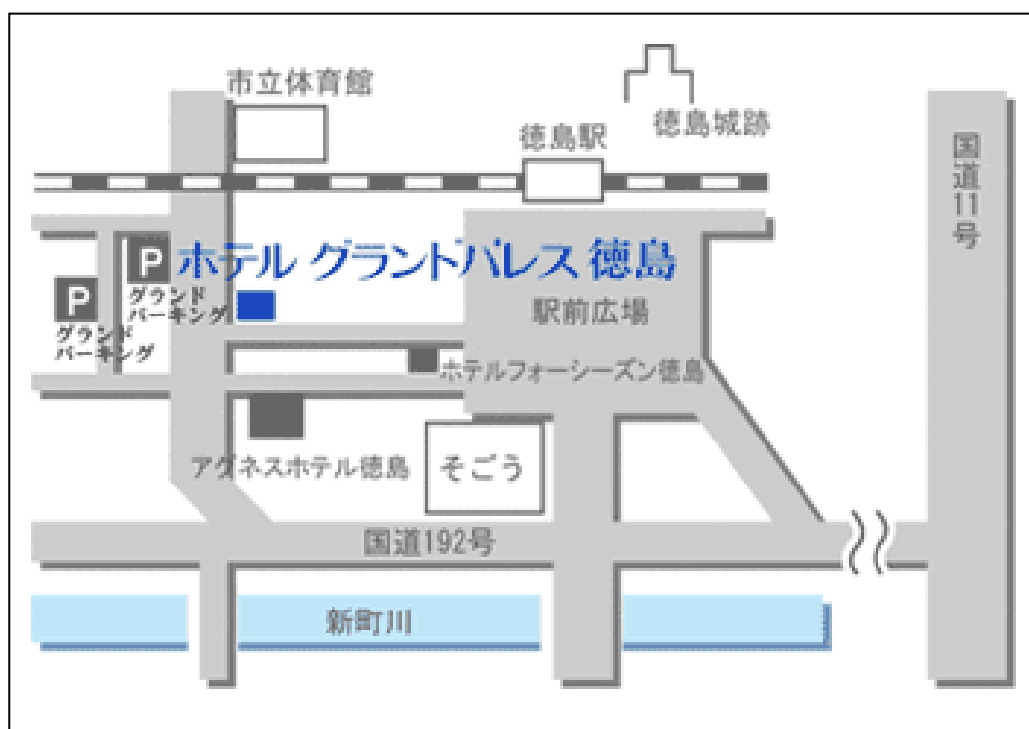 市立体育館
徳島城跡
徳島駅
国道11号
P
ホテル グランドパレス 徳島
P
グランド
パーキング
駅前広場
グランド
パーキング
ホテルフォーシーズン徳島
アグネスホテル徳島
そごう
国道192号
新町川